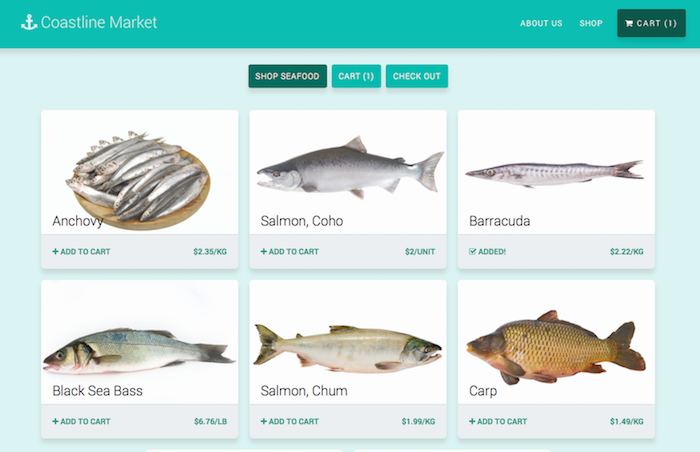 Coastline Market
ABOUT US SHOP CART (1)
SHOP SEAFOOD CART (1) CHECK OUT
Anchovy Salmon, Coho Barracuda
+ ADD TO CART $2.35/KG + ADD TO CART $2/UNIT ADDED! $2.22/KG
Black Sea Bass Salmon, Chum Carp
+ ADD TO CART $6.76/LB + ADD TO CART $1.99/KG + ADD TO CART $1.49/KG